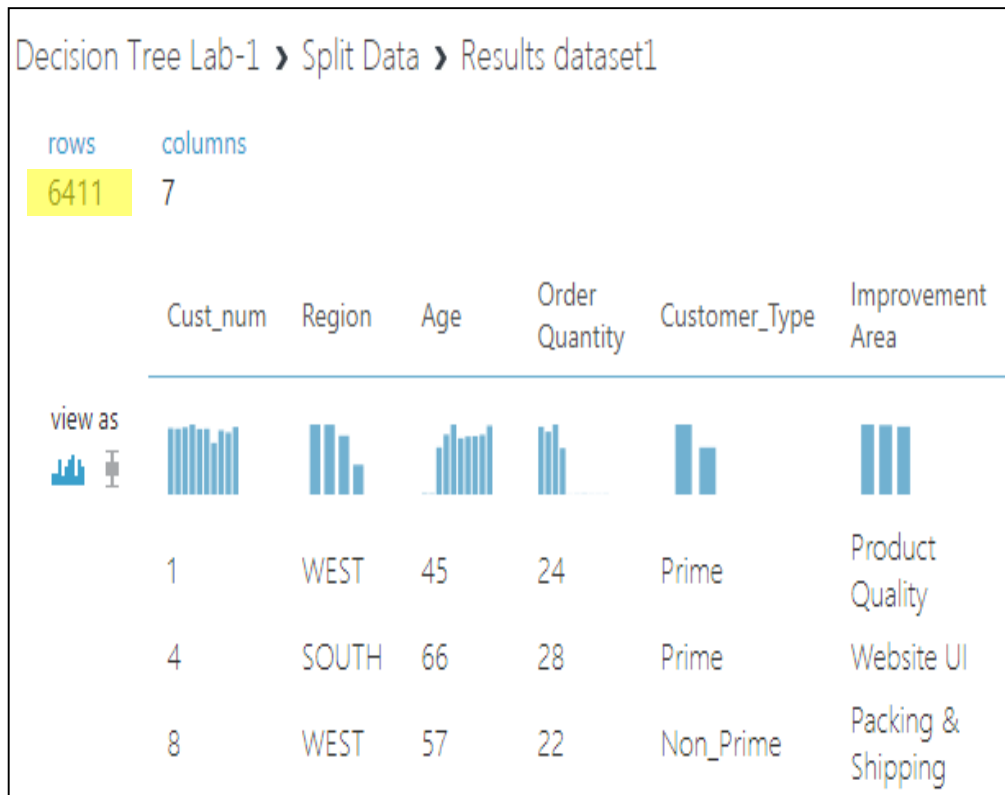 Decision Tree Lab-1 ❯ Split Data ❯ Results dataset1
rows columns
6411 7
Cust_num Region Age Order Quantity Customer_Type Improvement Area
view as
1 WEST 45 24 Prime Product Quality
4 SOUTH 66 28 Prime Website UI
8 WEST 57 22 Non_Prime Packing & Shipping